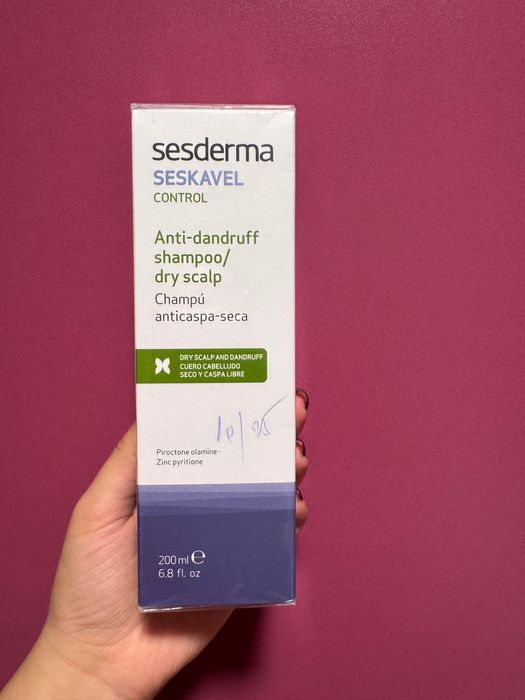 sesderma
SESKAVEL
CONTROL
Anti-dandruff
shampoo/
dry scalp
Champú
anticaspa-seca
DRY SCALP AND DANDRUFF
CUERO CABELLUDO
SECO Y CASPA LIBRE
10/25
Piroctone olamine
Zinc pyritione
200 ml ℮
6.8 fl. oz